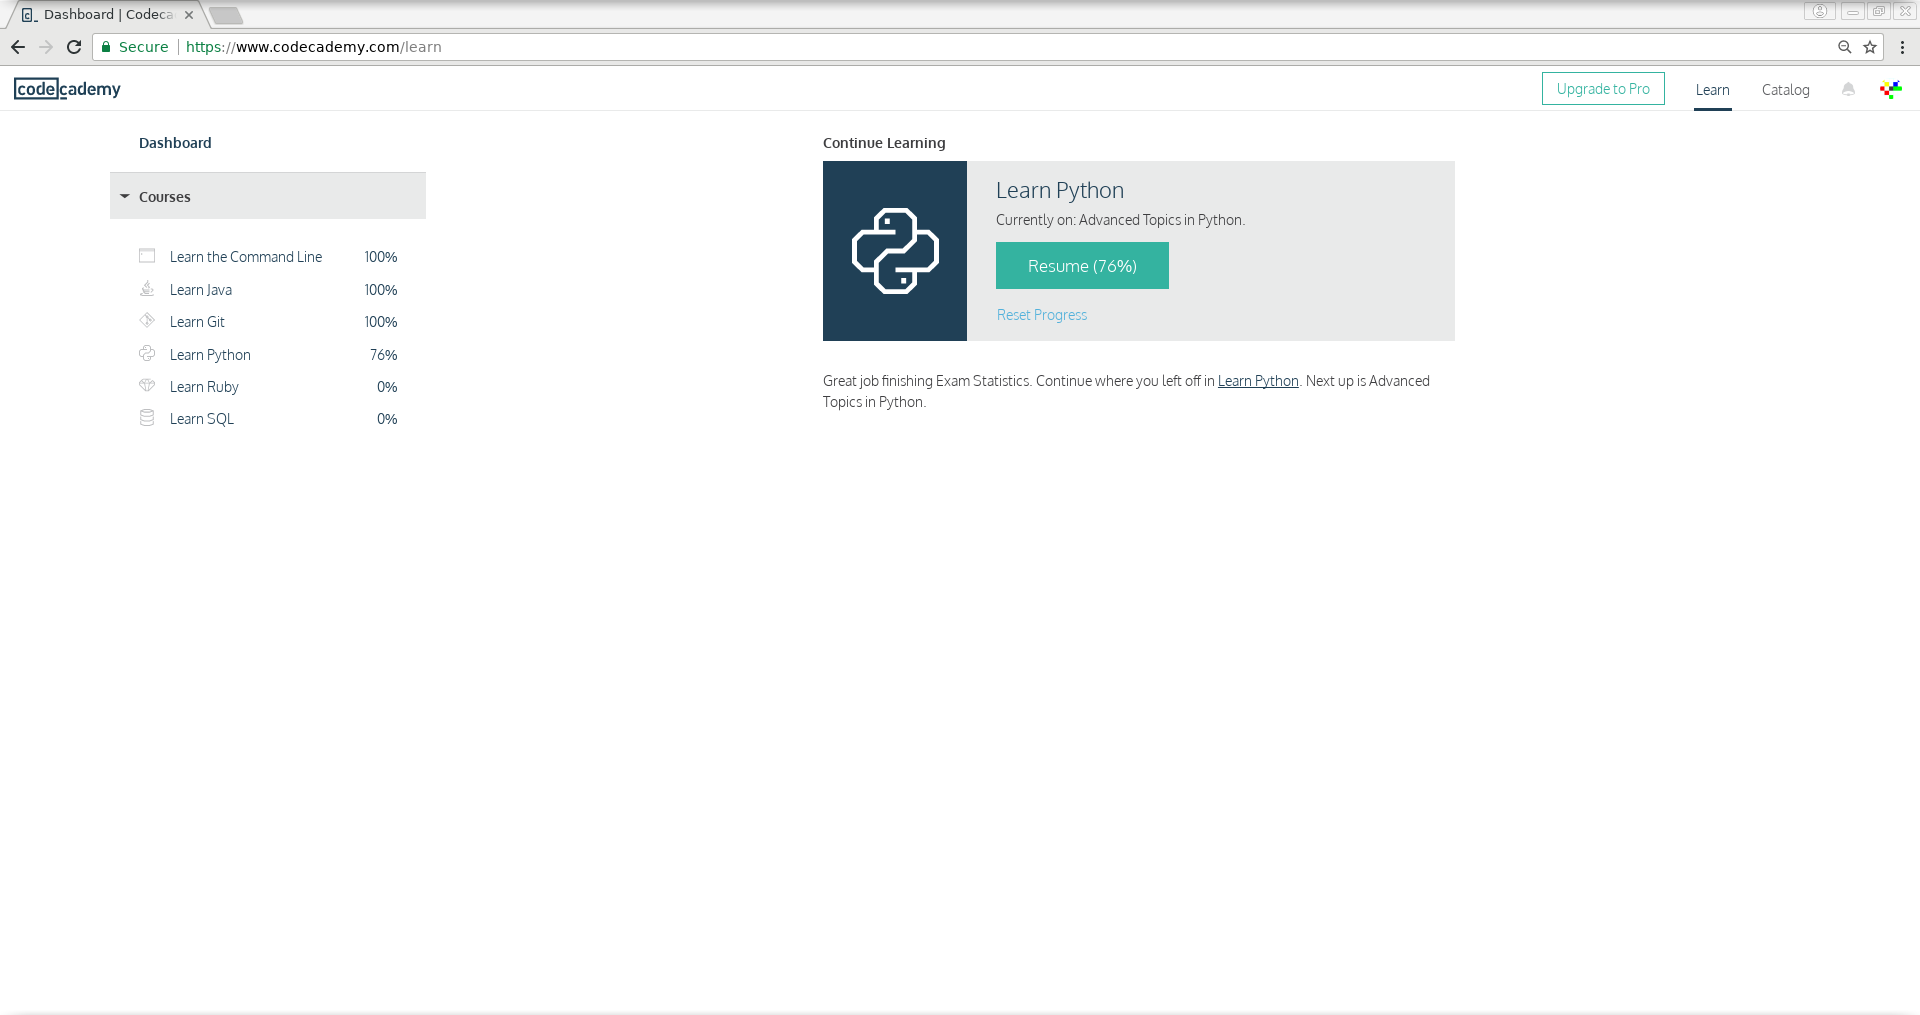 Dashboard | Codeca
Secure
https://www.codecademy.com/learn
codecademy
Upgrade to Pro
Learn
Catalog
Dashboard
Courses
Learn the Command Line 100%
Learn Java 100%
Learn Git 100%
Learn Python 76%
Learn Ruby 0%
Learn SQL 0%
Continue Learning
Learn Python
Currently on: Advanced Topics in Python.
Resume (76%)
Reset Progress
Great job finishing Exam Statistics. Continue where you left off in Learn Python. Next up is Advanced
Topics in Python.